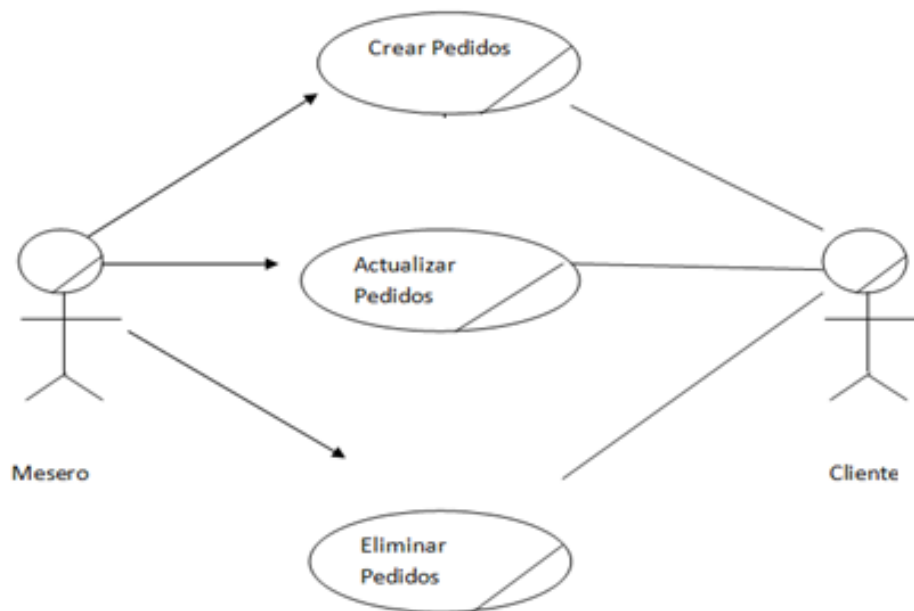 Crear Pedidos
Actualizar
Pedidos
Mesero
Cliente
Eliminar
Pedidos